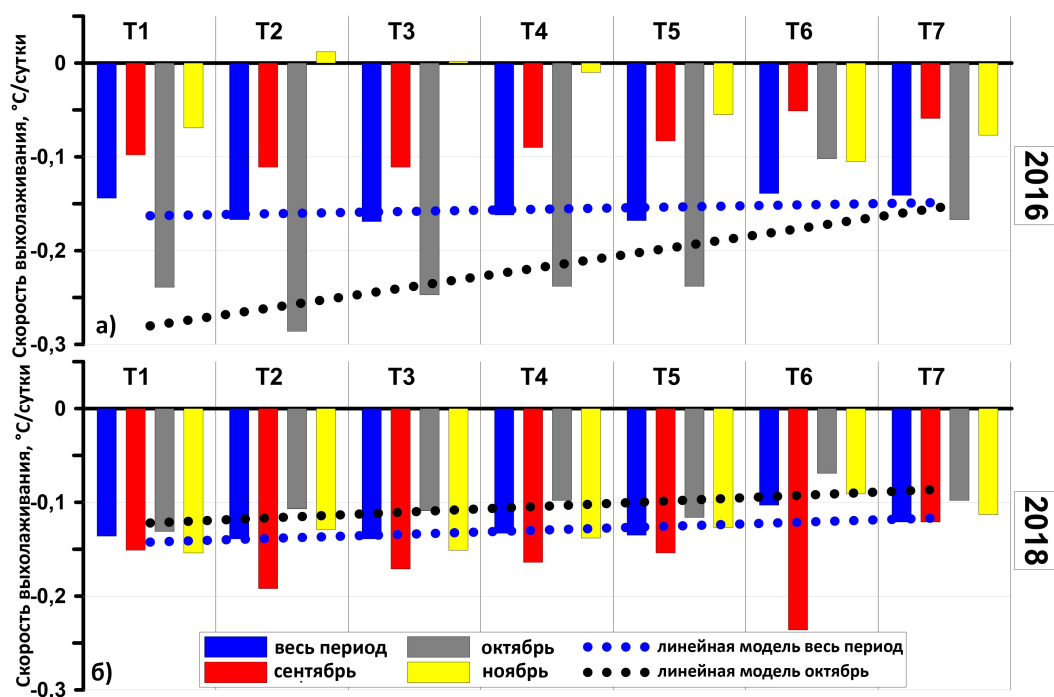 T1 T2 T3 T4 T5 T6 T7
Скорость выхолаживания, °C/сутки
0
-0,1
-0,2
-0,3
а)
2016
T1 T2 T3 T4 T5 T6 T7
Скорость выхолаживания, °C/сутки
0
-0,1
-0,2
-0,3
б)
2018
весь период октябрь линейная модель весь период
сентябрь ноябрь линейная модель октябрь